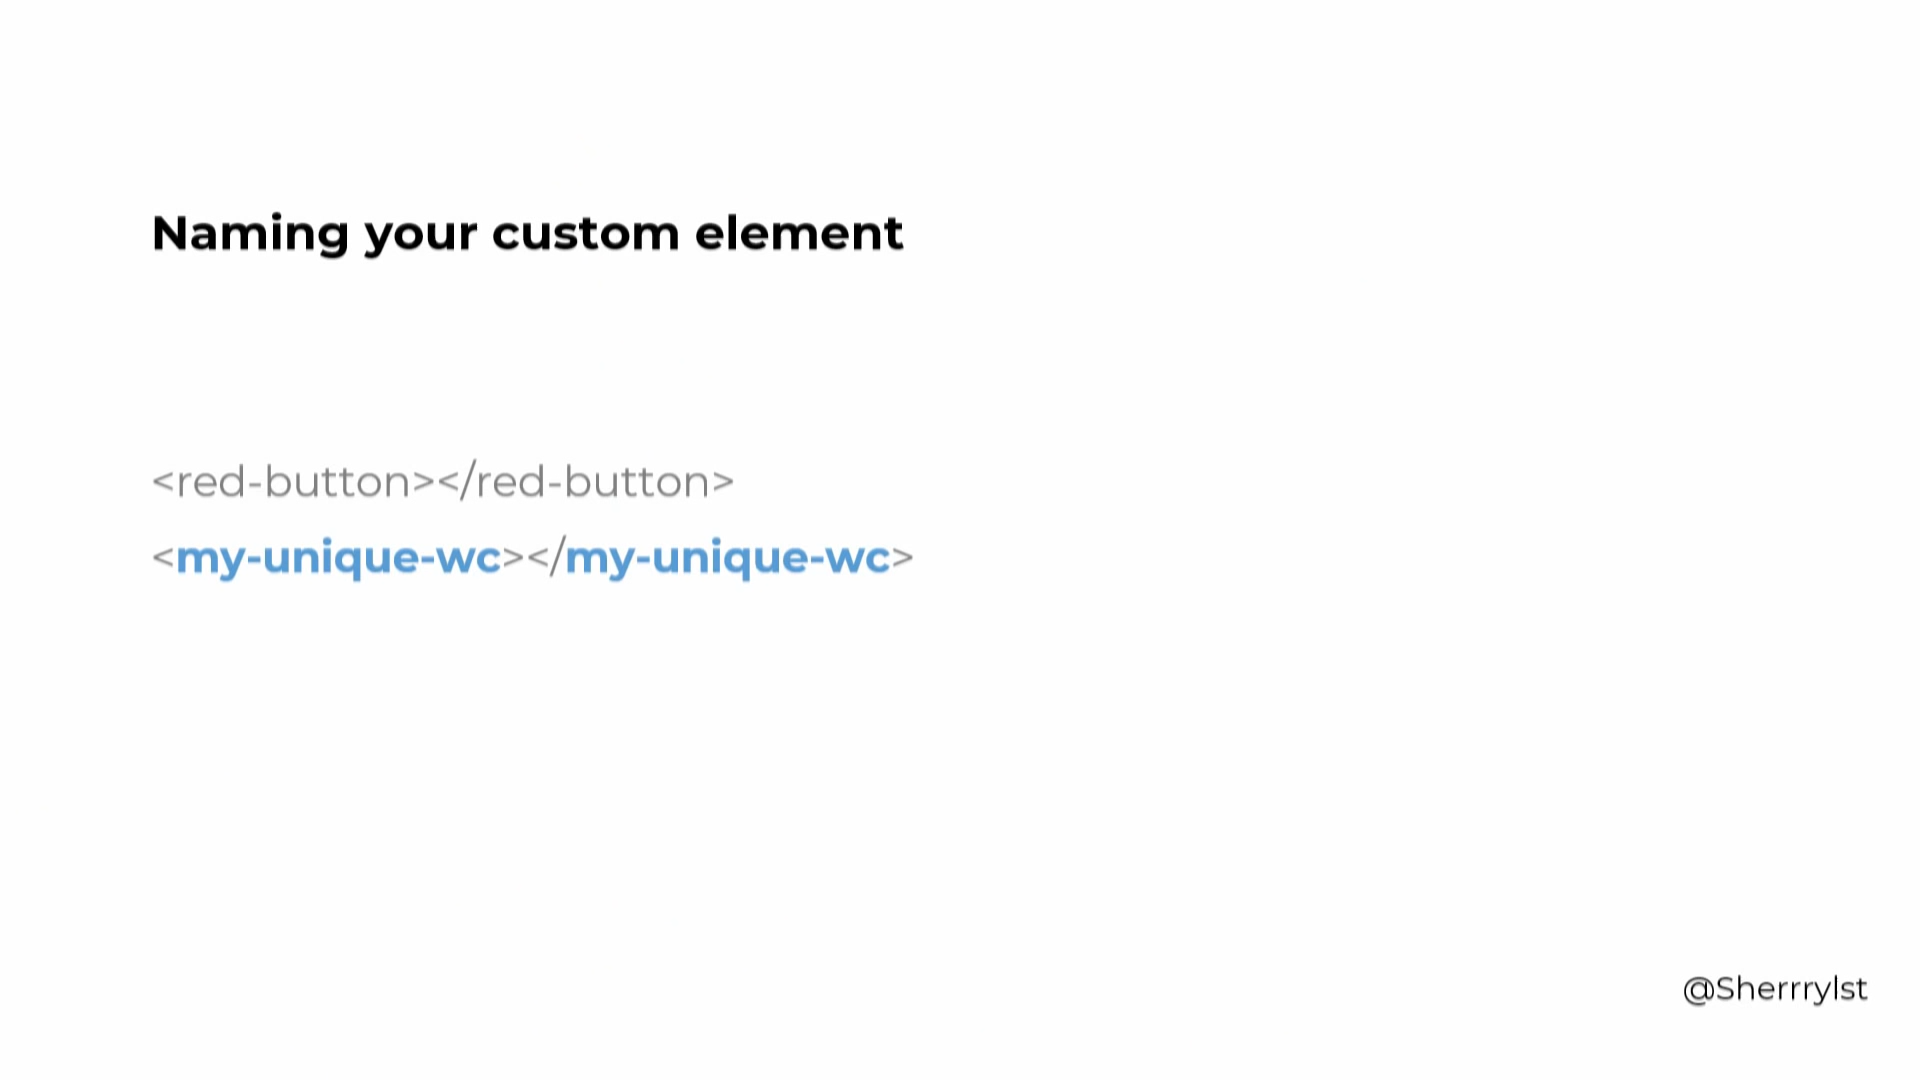 Naming your custom element
<red-button></red-button>
<my-unique-wc></my-unique-wc>
@Sherrrylst